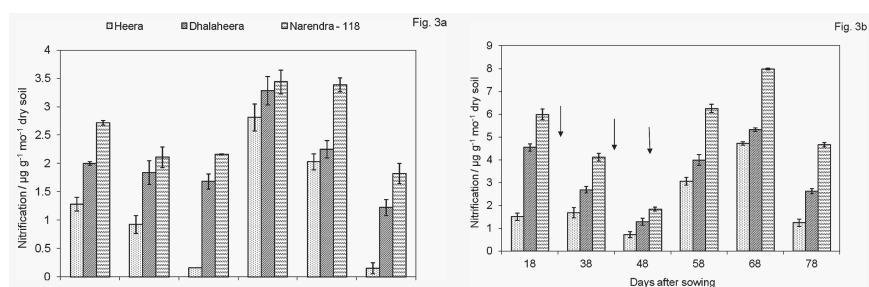 Heera Dhalaheera Narendra - 118
Fig. 3a
Nitrification / µg g⁻¹ mo⁻¹ dry soil
4
3.5
3
2.5
2
1.5
1
0.5
0
Fig. 3b
Nitrification / µg g⁻¹ mo⁻¹ dry soil
9
8
7
6
5
4
3
2
1
0
18 38 48 58 68 78
Days after sowing